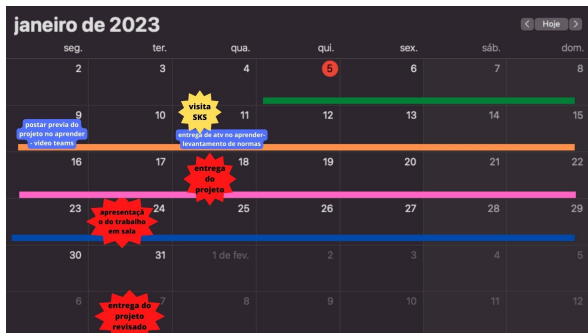 janeiro de 2023
< Hoje >
seg. ter. qua. qui. sex. sáb. dom.
2 3 4 5 6 7 8
9 10 11 12 13 14 15
visita
SKS
postar previa do
projeto no aprender
- video teams
entrega de atv no aprender-
levantamento de normas
16 17 18 19 20 21 22
entrega
do
projeto
23 24 25 26 27 28 29
apresentaçã
o do trabalho
em sala
30 31 1 de fev. 2 3 4 5
6 7 8 9 10 11 12
entrega do
projeto
revisado